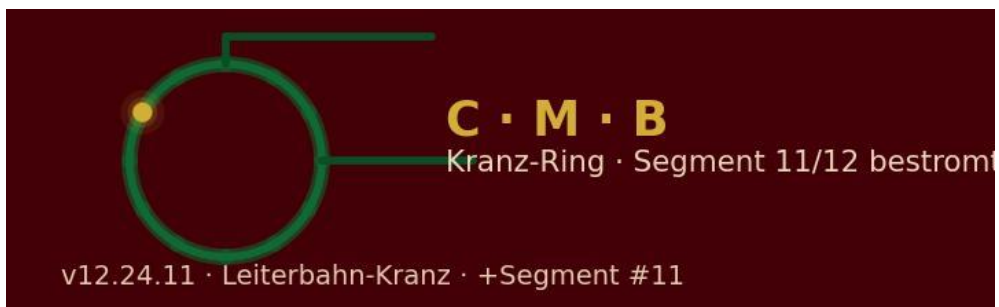 C · M · B
Kranz-Ring · Segment 11/12 bestromt
v12.24.11 · Leiterbahn-Kranz · +Segment #11